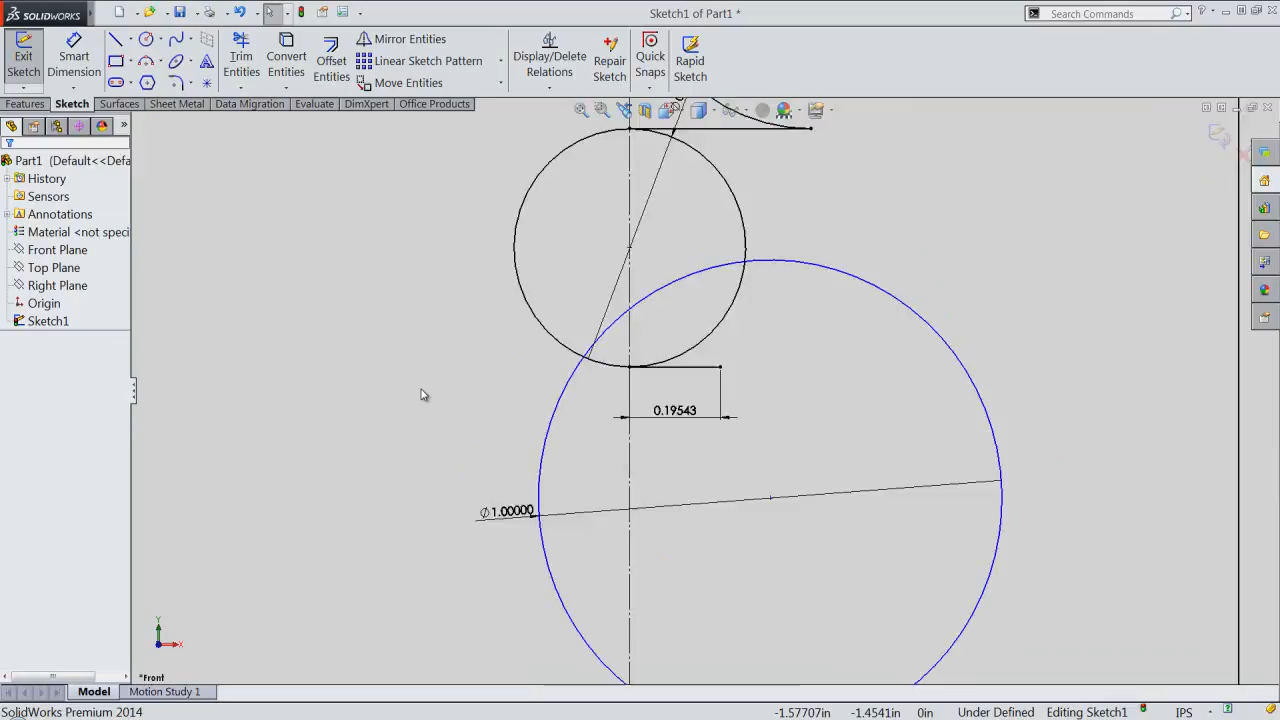 SOLIDWORKS
Sketch1 of Part1 *
Search Commands
Exit Sketch
Smart Dimension
Trim Entities
Convert Entities
Offset Entities
Mirror Entities
Linear Sketch Pattern
Move Entities
Display/Delete Relations
Repair Sketch
Quick Snaps
Rapid Sketch
Features Sketch Surfaces Sheet Metal Data Migration Evaluate DimXpert Office Products
Part1 (Default<<Defa
History
Sensors
Annotations
Material <not speci
Front Plane
Top Plane
Right Plane
Origin
Sketch1
0.19543
∅1.00000
Y
X
*Front
Model Motion Study 1
SolidWorks Premium 2014 -1.57707in -1.4541in 0in Under Defined Editing Sketch1 IPS